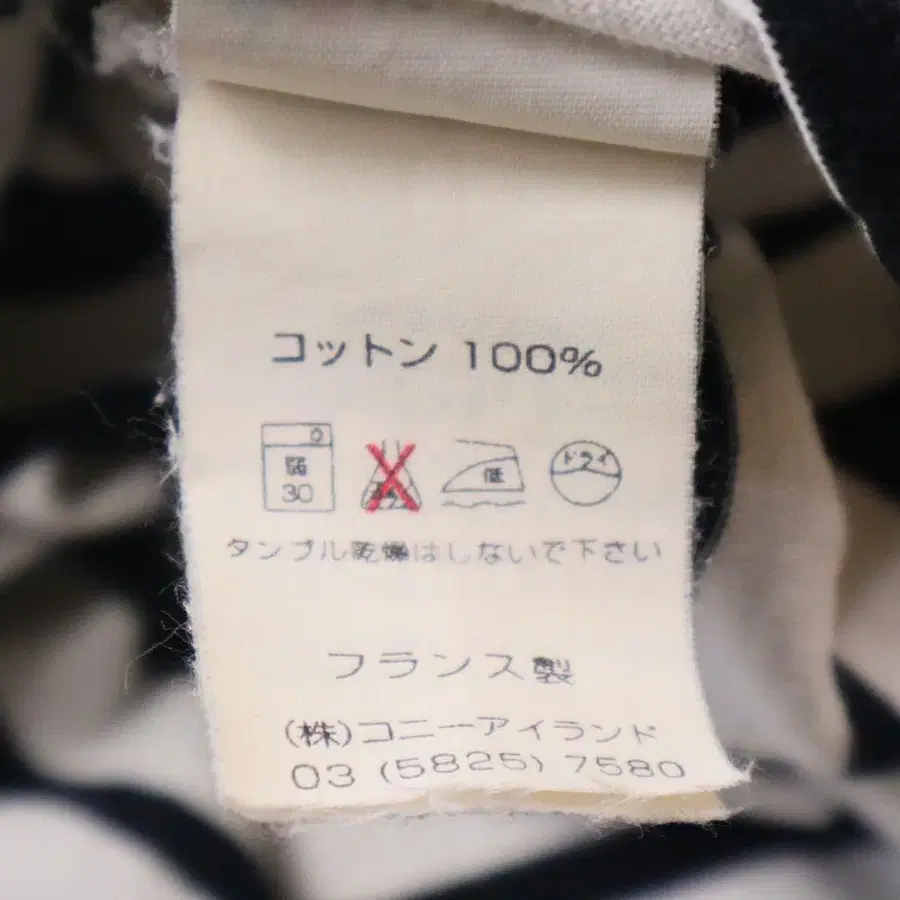 コットン 100%
弱
30
低
ドライ
タンブル乾燥はしないで下さい
フランス製
(株)コニーアイランド
03 (5825) 7580